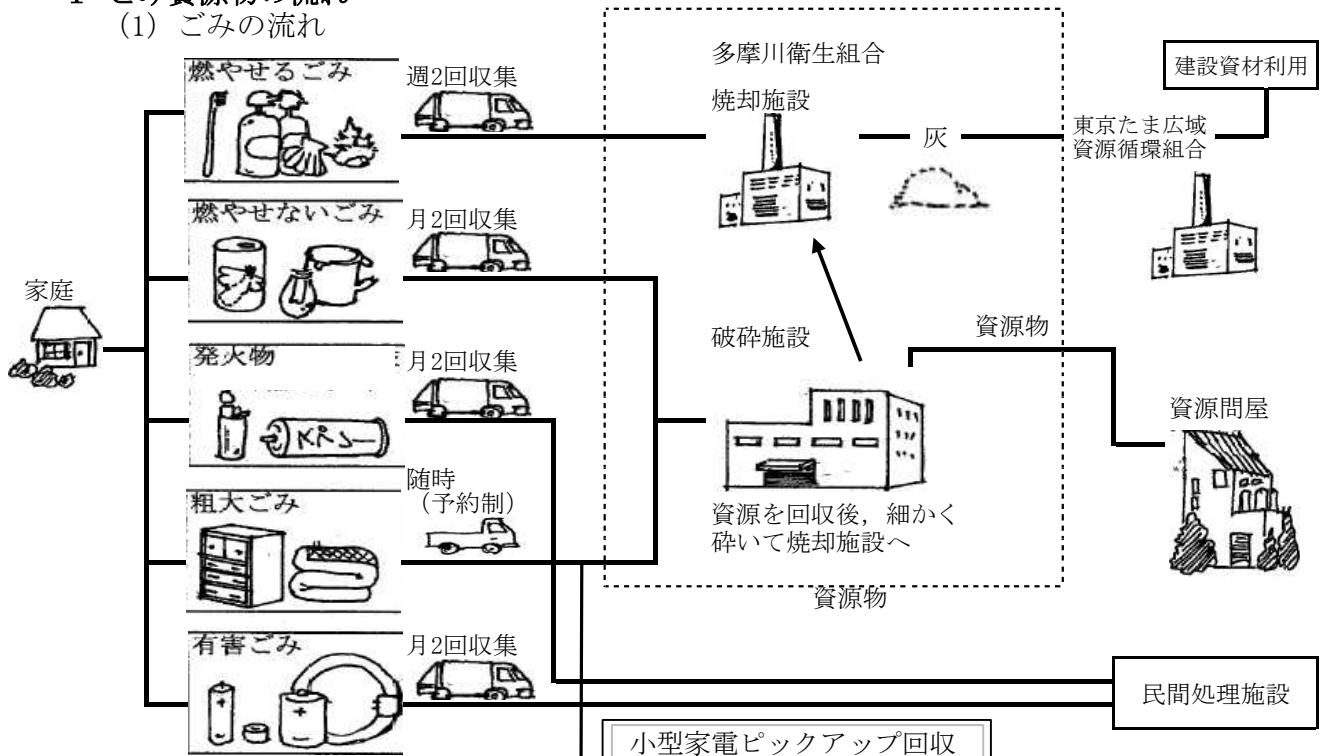 (1) ごみの流れ
燃やせるごみ
週2回収集
燃やせないごみ
月2回収集
家庭
発火物
月2回収集
粗大ごみ
随時
（予約制）
有害ごみ
月2回収集
多摩川衛生組合
焼却施設
灰
東京たま広域
資源循環組合
建設資材利用
破砕施設
資源を回収後，細かく
砕いて焼却施設へ
資源物
資源問屋
資源物
民間処理施設
小型家電ピックアップ回収